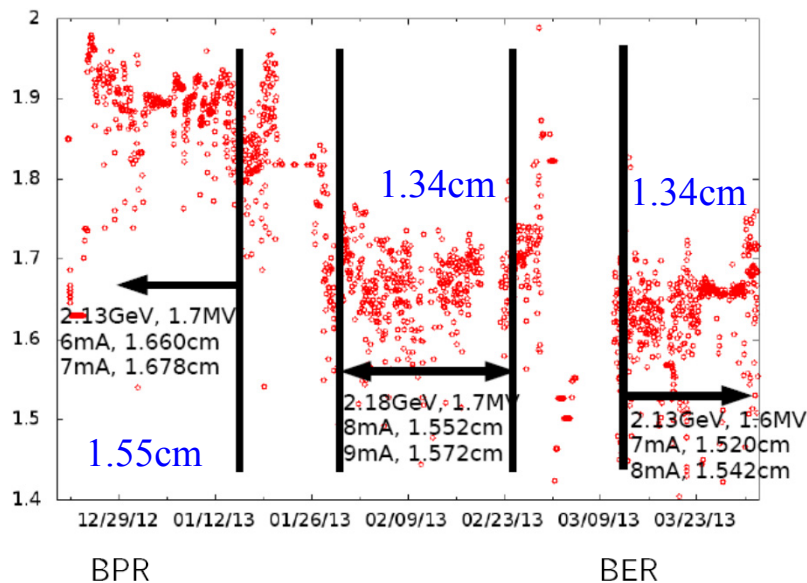 2
1.9
1.8
1.7
1.6
1.5
1.4
1.34cm
1.34cm
2.13GeV, 1.7MV
6mA, 1.660cm
7mA, 1.678cm
2.18GeV, 1.7MV
8mA, 1.552cm
9mA, 1.572cm
2.13GeV, 1.6MV
7mA, 1.520cm
8mA, 1.542cm
1.55cm
12/29/12 01/12/13 01/26/13 02/09/13 02/23/13 03/09/13 03/23/13
BPR BER